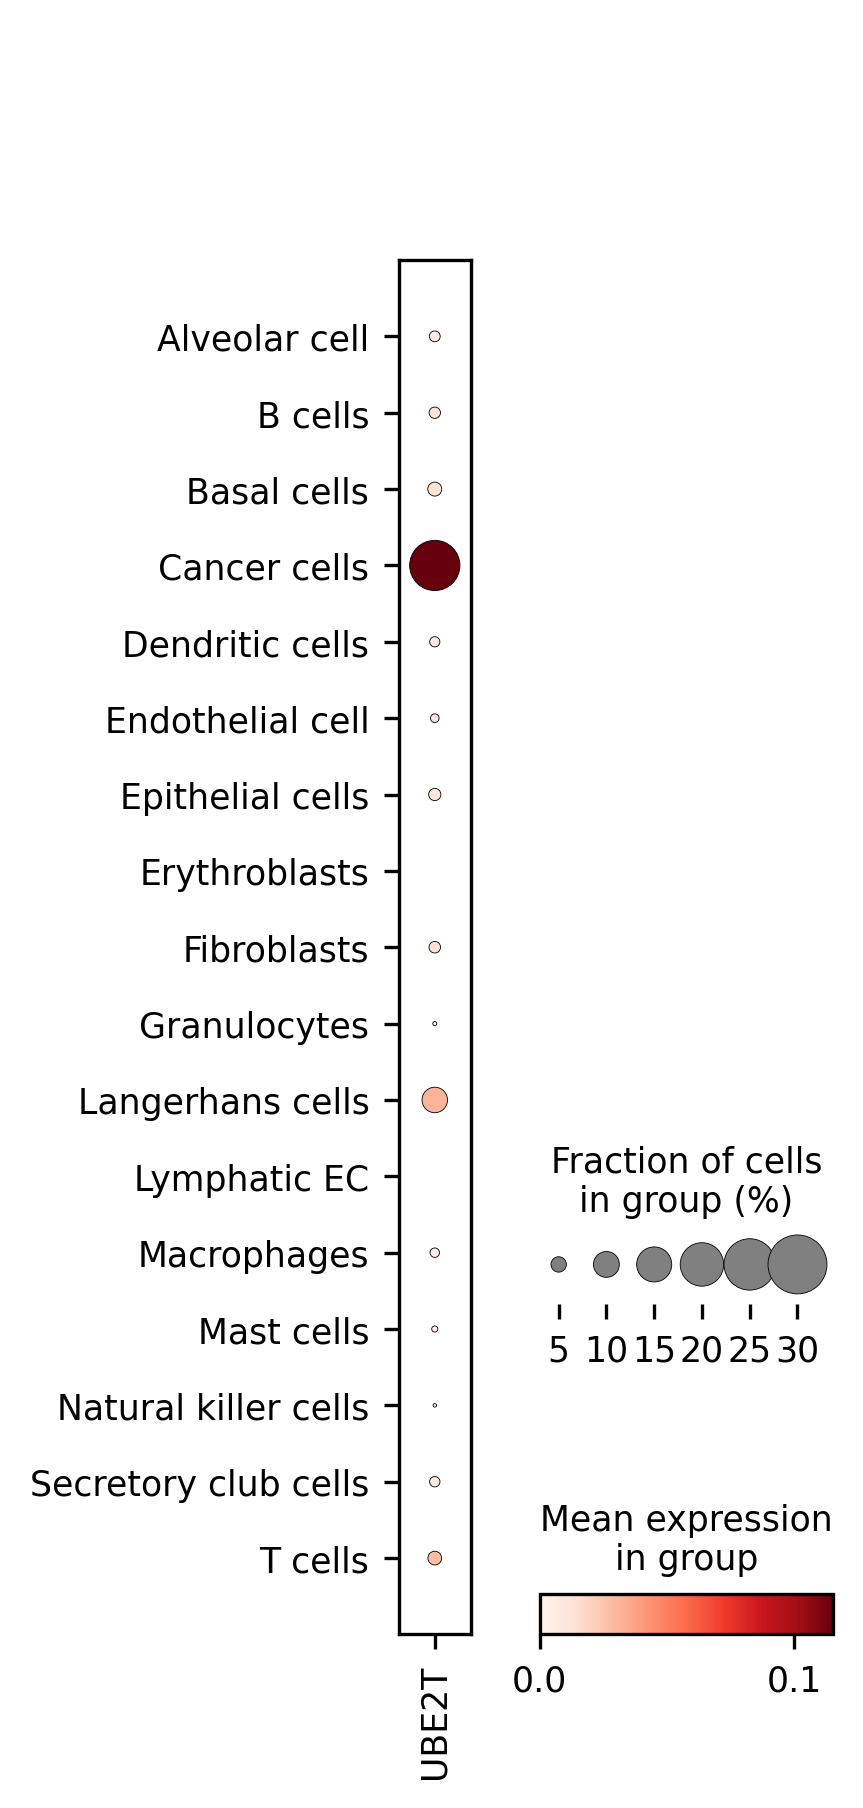 Alveolar cell
B cells
Basal cells
Cancer cells
Dendritic cells
Endothelial cell
Epithelial cells
Erythroblasts
Fibroblasts
Granulocytes
Langerhans cells
Lymphatic EC
Macrophages
Mast cells
Natural killer cells
Secretory club cells
T cells
UBE2T
Fraction of cells
in group (%)
5 10 15 20 25 30
Mean expression
in group
0.0 0.1